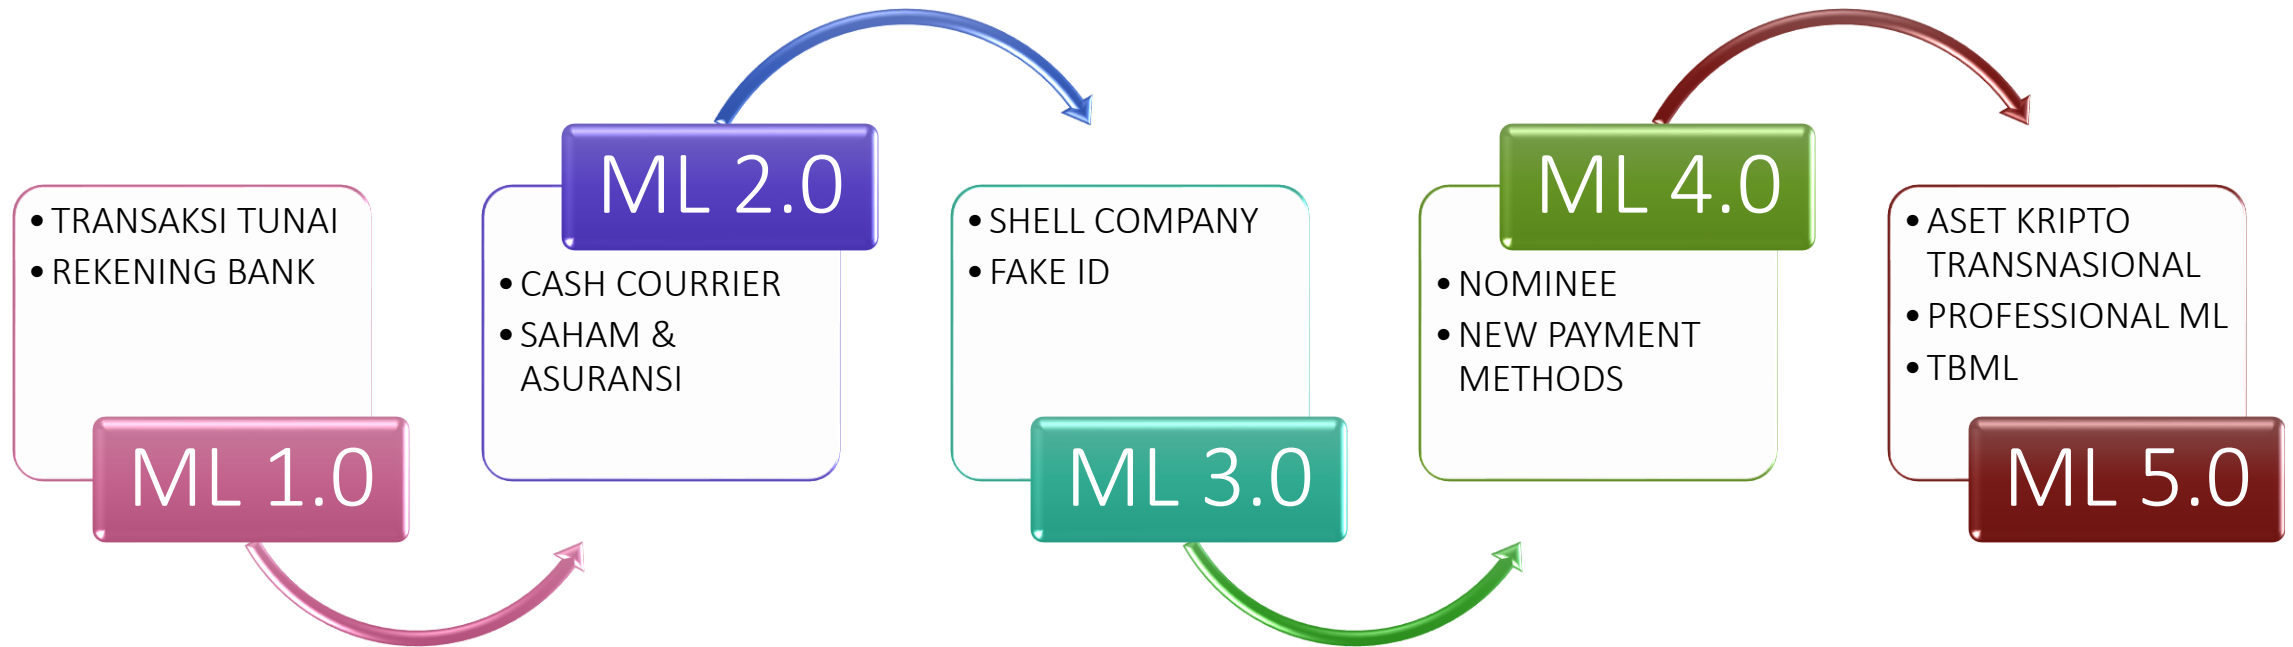 • TRANSAKSI TUNAI
• REKENING BANK
ML 1.0
ML 2.0
• CASH COURRIER
• SAHAM &
ASURANSI
• SHELL COMPANY
• FAKE ID
ML 3.0
ML 4.0
• NOMINEE
• NEW PAYMENT
METHODS
• ASET KRIPTO
TRANSNASIONAL
• PROFESSIONAL ML
• TBML
ML 5.0